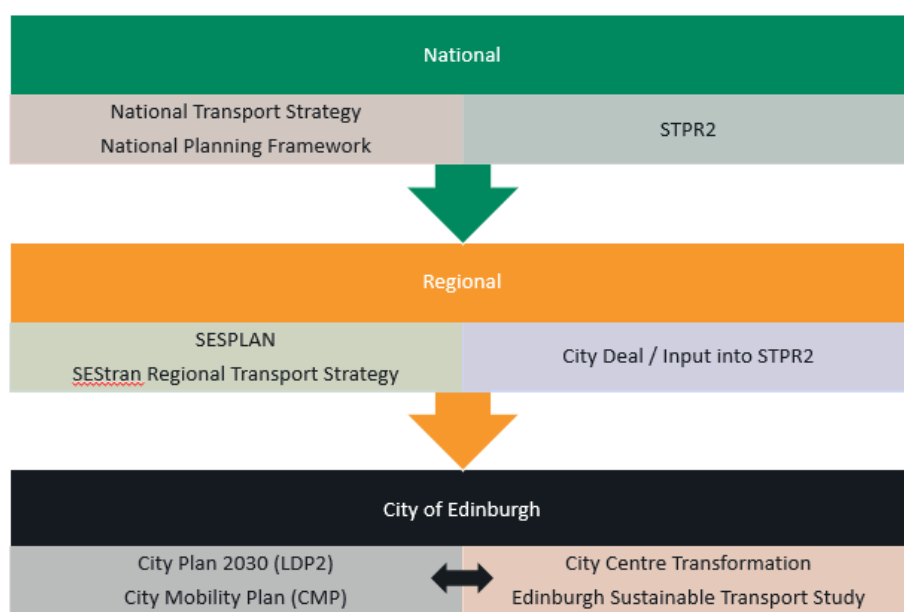 National
National Transport Strategy
National Planning Framework
STPR2
Regional
SESPLAN
SEStran Regional Transport Strategy
City Deal / Input into STPR2
City of Edinburgh
City Plan 2030 (LDP2)
City Mobility Plan (CMP)
City Centre Transformation
Edinburgh Sustainable Transport Study